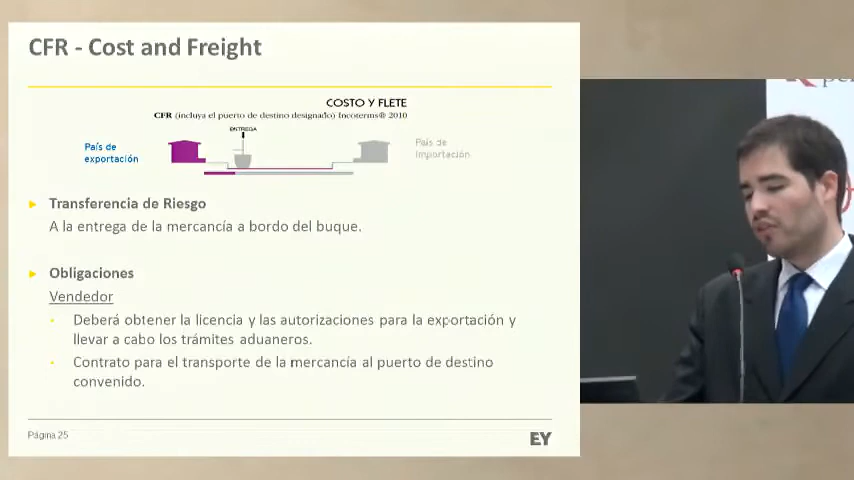 CFR - Cost and Freight
COSTO Y FLETE
CFR (incluya el puerto de destino designado) Incoterms® 2010
ENTREGA
País de
exportación
País de
Importación
Transferencia de Riesgo
A la entrega de la mercancía a bordo del buque.
Obligaciones
Vendedor
Deberá obtener la licencia y las autorizaciones para la exportación y
llevar a cabo los trámites aduaneros.
Contrato para el transporte de la mercancía al puerto de destino
convenido.
Página 25
EY